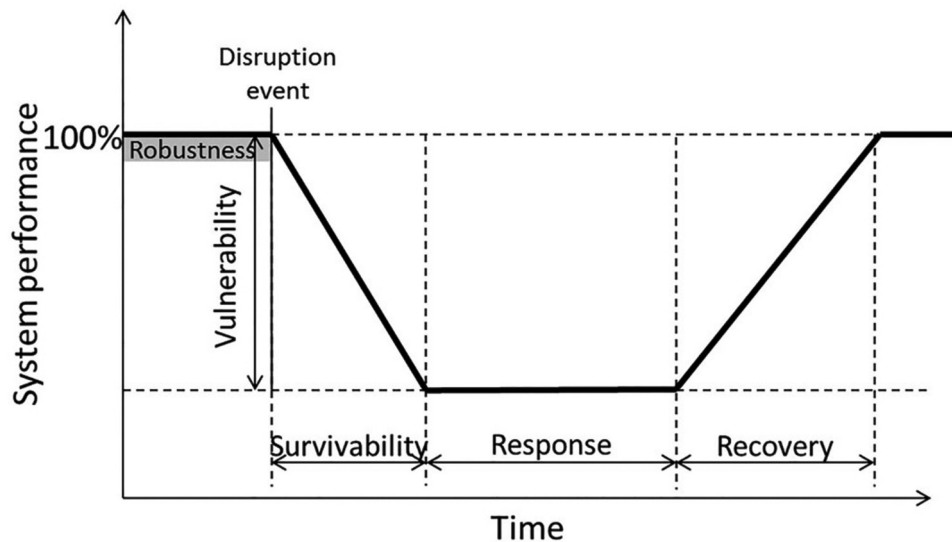 Disruption
event
100%
Robustness
Vulnerability
System performance
Survivability
Response
Recovery
Time